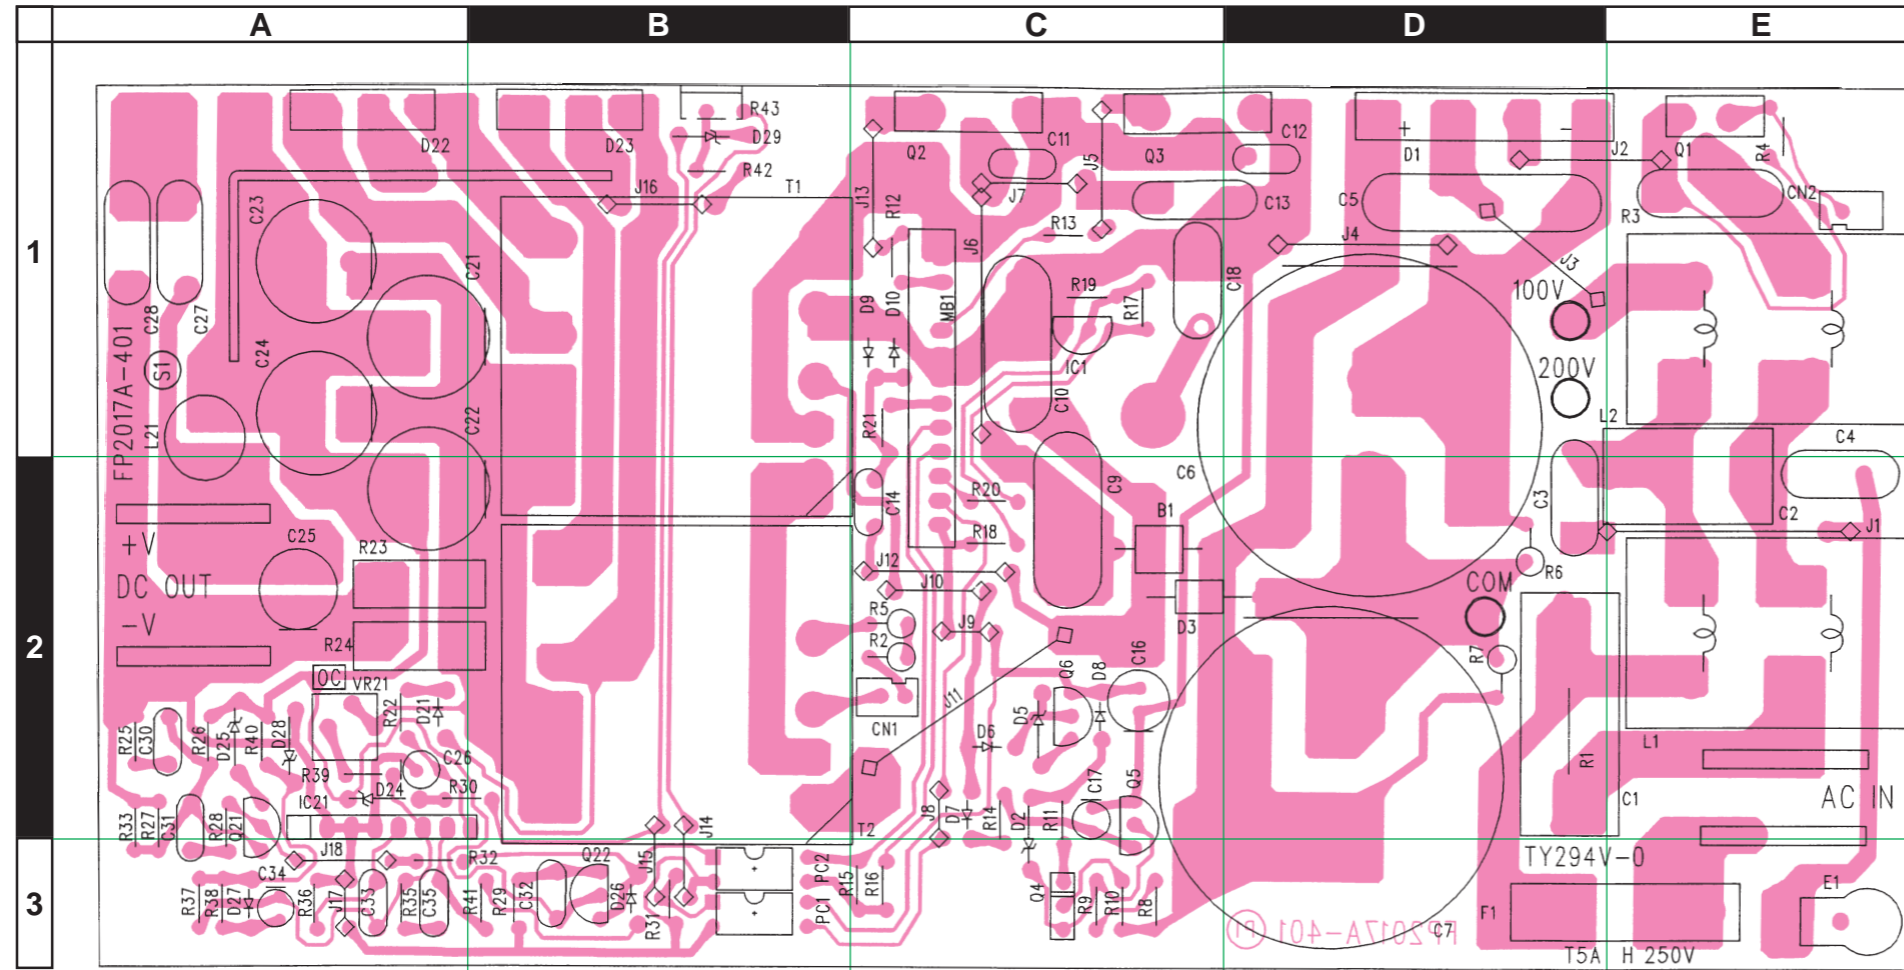 A B C D E
R43
D22 D23 D29 Q2 C11 J5 Q3 C12 + D1 - J2 Q1 R4
R42
J16 T1 J13 R12 J7 C13 C5 R3 CN2
C23 R13 J6 J4
1
C21 R19 R17 C18 J3
D9 D10 MB1 100V
C28 C27
FP2017A-401 S1 C24 IC1 200V
L21 C22 R21 C10 L2 C4
C14 R20 C9 C6 C3 C2 J1
+V C25 R23 R18 B1
DC OUT J12 J10 COM R6
-V R5 J9 D3
2
R24 R2 R7
OC VR21 Q6 D8 C16
R22 D21 CN1 J11 D5 D6
R25 C30 R26 D25 R40 D28 L1 R1
R39 C26
IC21 D24 R30 C17 Q5 C1 AC IN
R33 R27 C31 R28 Q21 J14 T2 J8 D7 R14 D2 R11
J18 R32 Q22 J15 PC2 TY294V-0
C34 R15 R16
3
R37 R38 D27 R36 J17 C33 R35 C35 R41 R29 C32 D26 R31 PC1 Q4 R9 R10 R8 F1 E1
FP2017A-401 C7
T5A H 250V